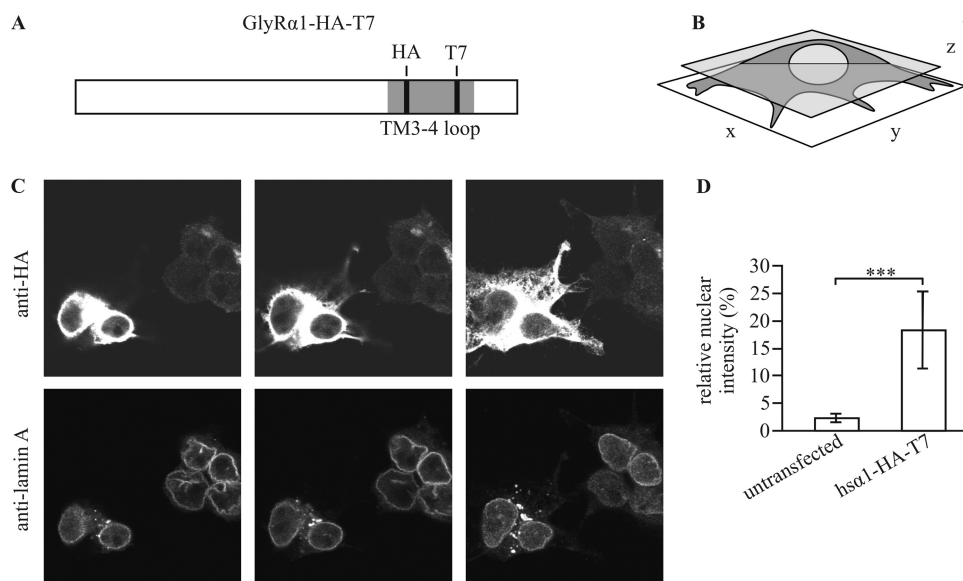 A
GlyRα1-HA-T7
HA T7
TM3-4 loop
B
z
x
y
C
anti-HA
anti-lamin A
D
relative nuclear
intensity (%)
30
25
20
15
10
5
0
***
untransfected
hsα1-HA-T7